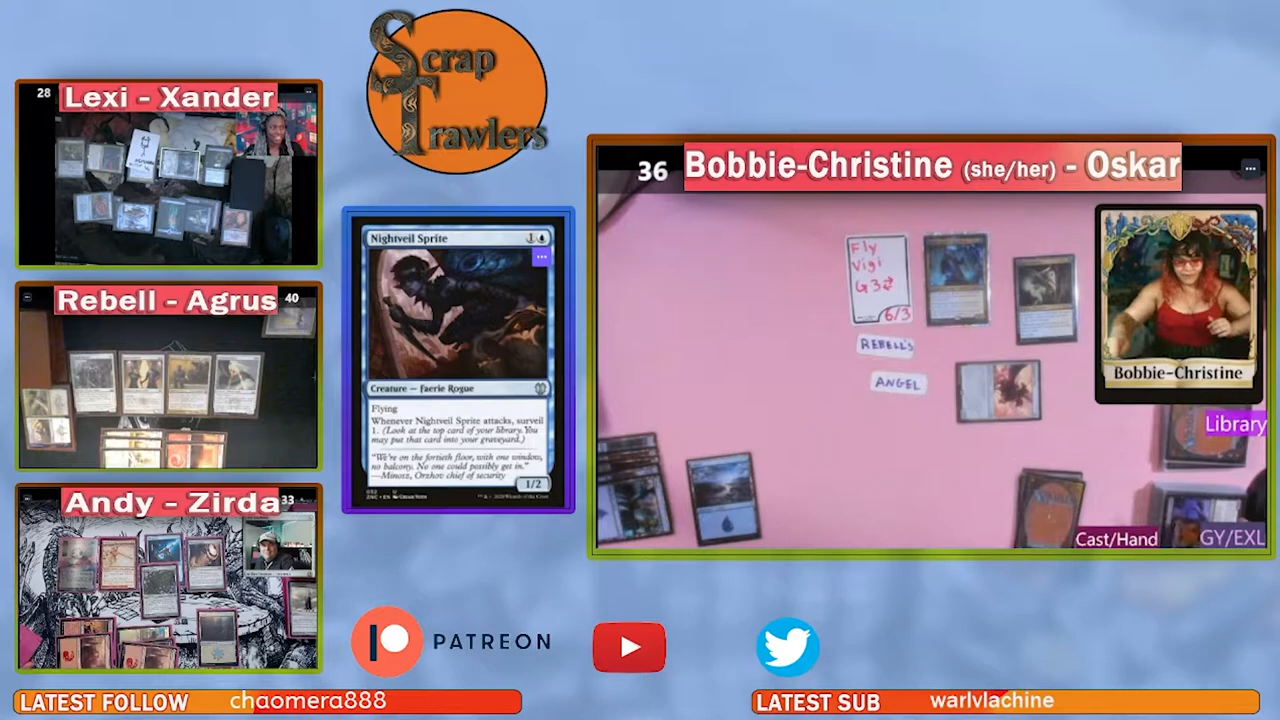 28
Lexi - Xander
Rebell - Agrus
40
Andy - Zirda
33
Scrap
Trawlers
Nightveil Sprite
1
Creature — Faerie Rogue
Flying
Whenever Nightveil Sprite attacks, surveil
1. (Look at the top card of your library. You
may put that card into your graveyard.)
"We're on the fortieth floor, with one window,
no balcony. No one could possibly get in."
—Minosz, Orzhov chief of security
1/2
36
Bobbie-Christine (she/her) - Oskar
Fly
Vigi
6/3
REBELL'S
ANGEL
Bobbie-Christine
Library
Cast/Hand
GY/EXL
PATREON
LATEST FOLLOW
chaomera888
LATEST SUB
warlvlachine